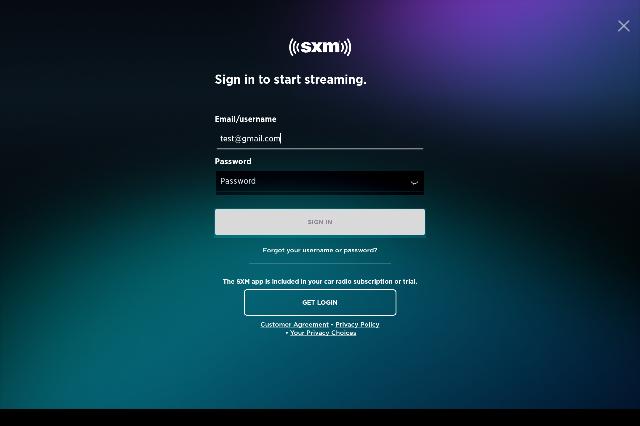 sxm
Sign in to start streaming.
Email/username
test@gmail.com
Password
Password
SIGN IN
Forgot your username or password?
The SXM app is included in your car radio subscription or trial.
GET LOGIN
Customer Agreement • Privacy Policy
• Your Privacy Choices